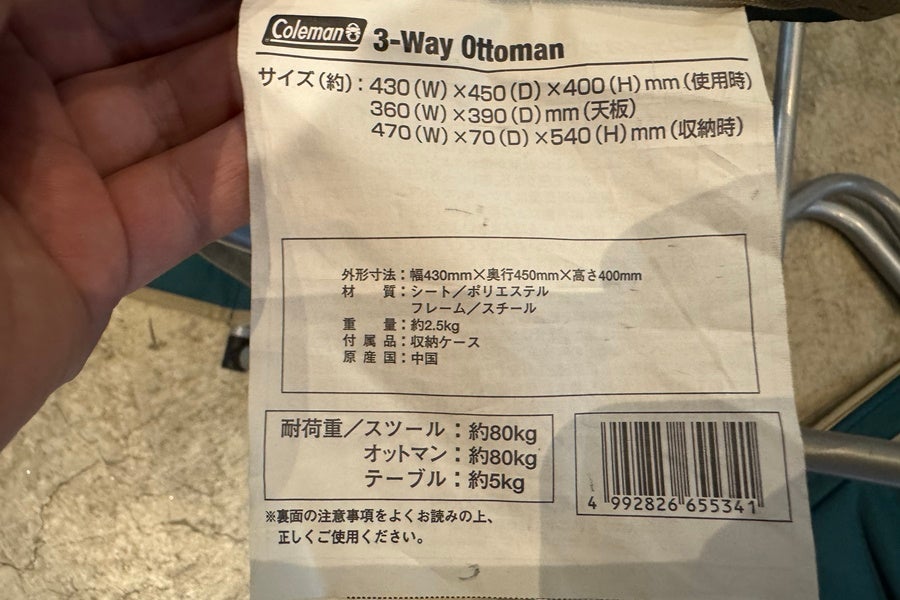 Coleman 3-Way Ottoman
サイズ(約):430(W)×450(D)×400(H)mm(使用時)
360(W)×390(D)mm(天板)
470(W)×70(D)×540(H)mm(収納時)
外形寸法:幅430mm×奥行450mm×高さ400mm
材質:シート/ポリエステル
フレーム/スチール
重量:約2.5kg
付属品:収納ケース
原産国:中国
耐荷重/スツール:約80kg
オットマン:約80kg
テーブル:約5kg
4 992826 655341
※裏面の注意事項をよくお読みの上、
正しくご使用ください。